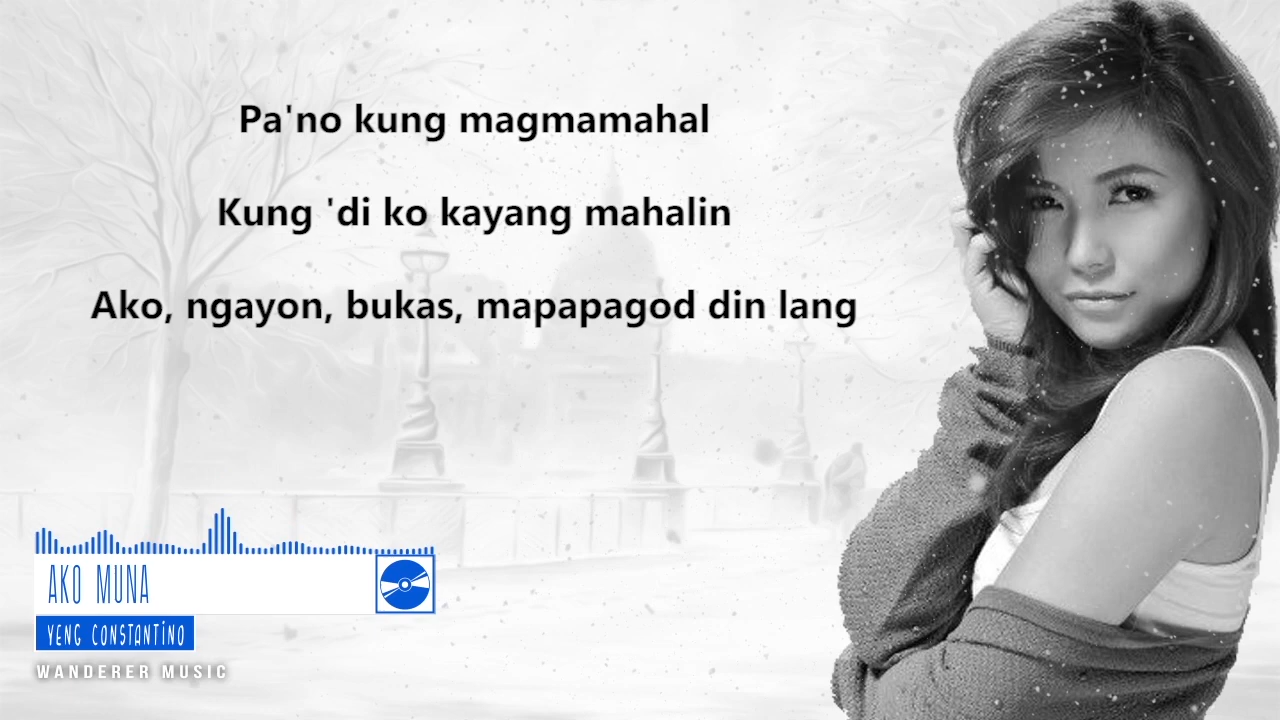 Pa'no kung magmamahal
Kung 'di ko kayang mahalin
Ako, ngayon, bukas, mapapagod din lang
AKO MUNA
YENG CONSTANTINO
WANDERER MUSIC